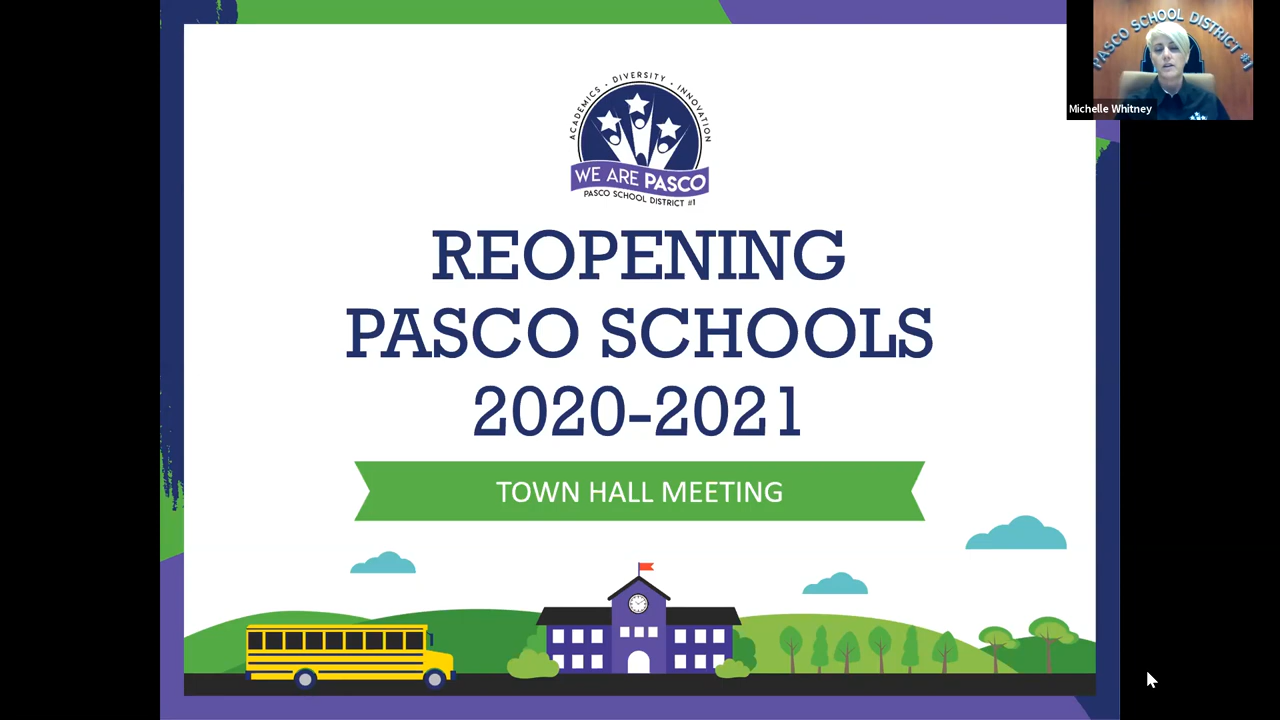 PASCO SCHOOL DISTRICT #1
Michelle Whitney
ACADEMICS • DIVERSITY • INNOVATION
WE ARE PASCO
PASCO SCHOOL DISTRICT #1
REOPENING
PASCO SCHOOLS
2020-2021
TOWN HALL MEETING